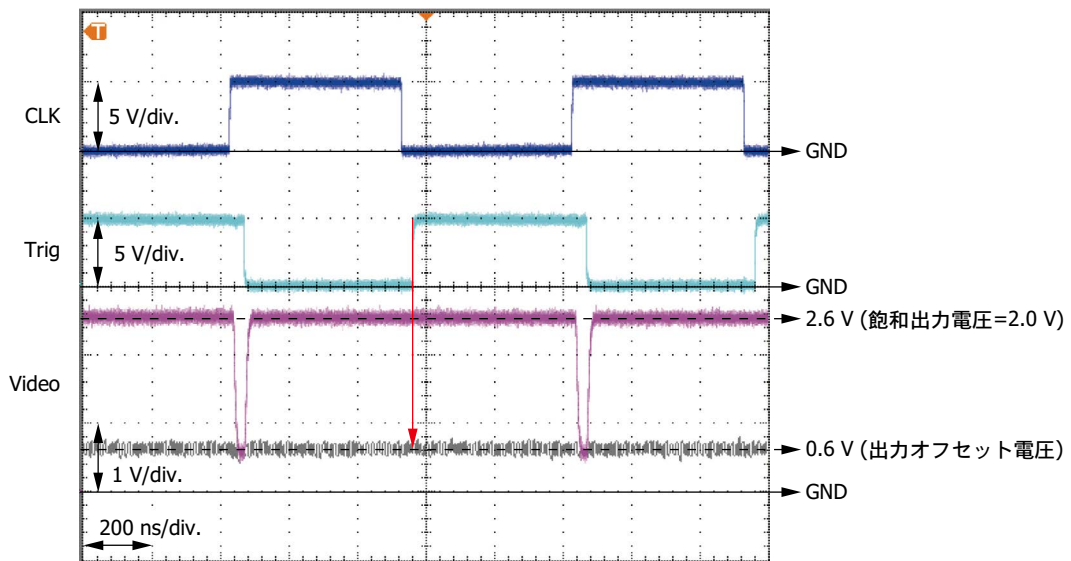 T
CLK
5 V/div.
GND
Trig
5 V/div.
GND
2.6 V (飽和出力電圧=2.0 V)
Video
0.6 V (出力オフセット電圧)
1 V/div.
GND
200 ns/div.